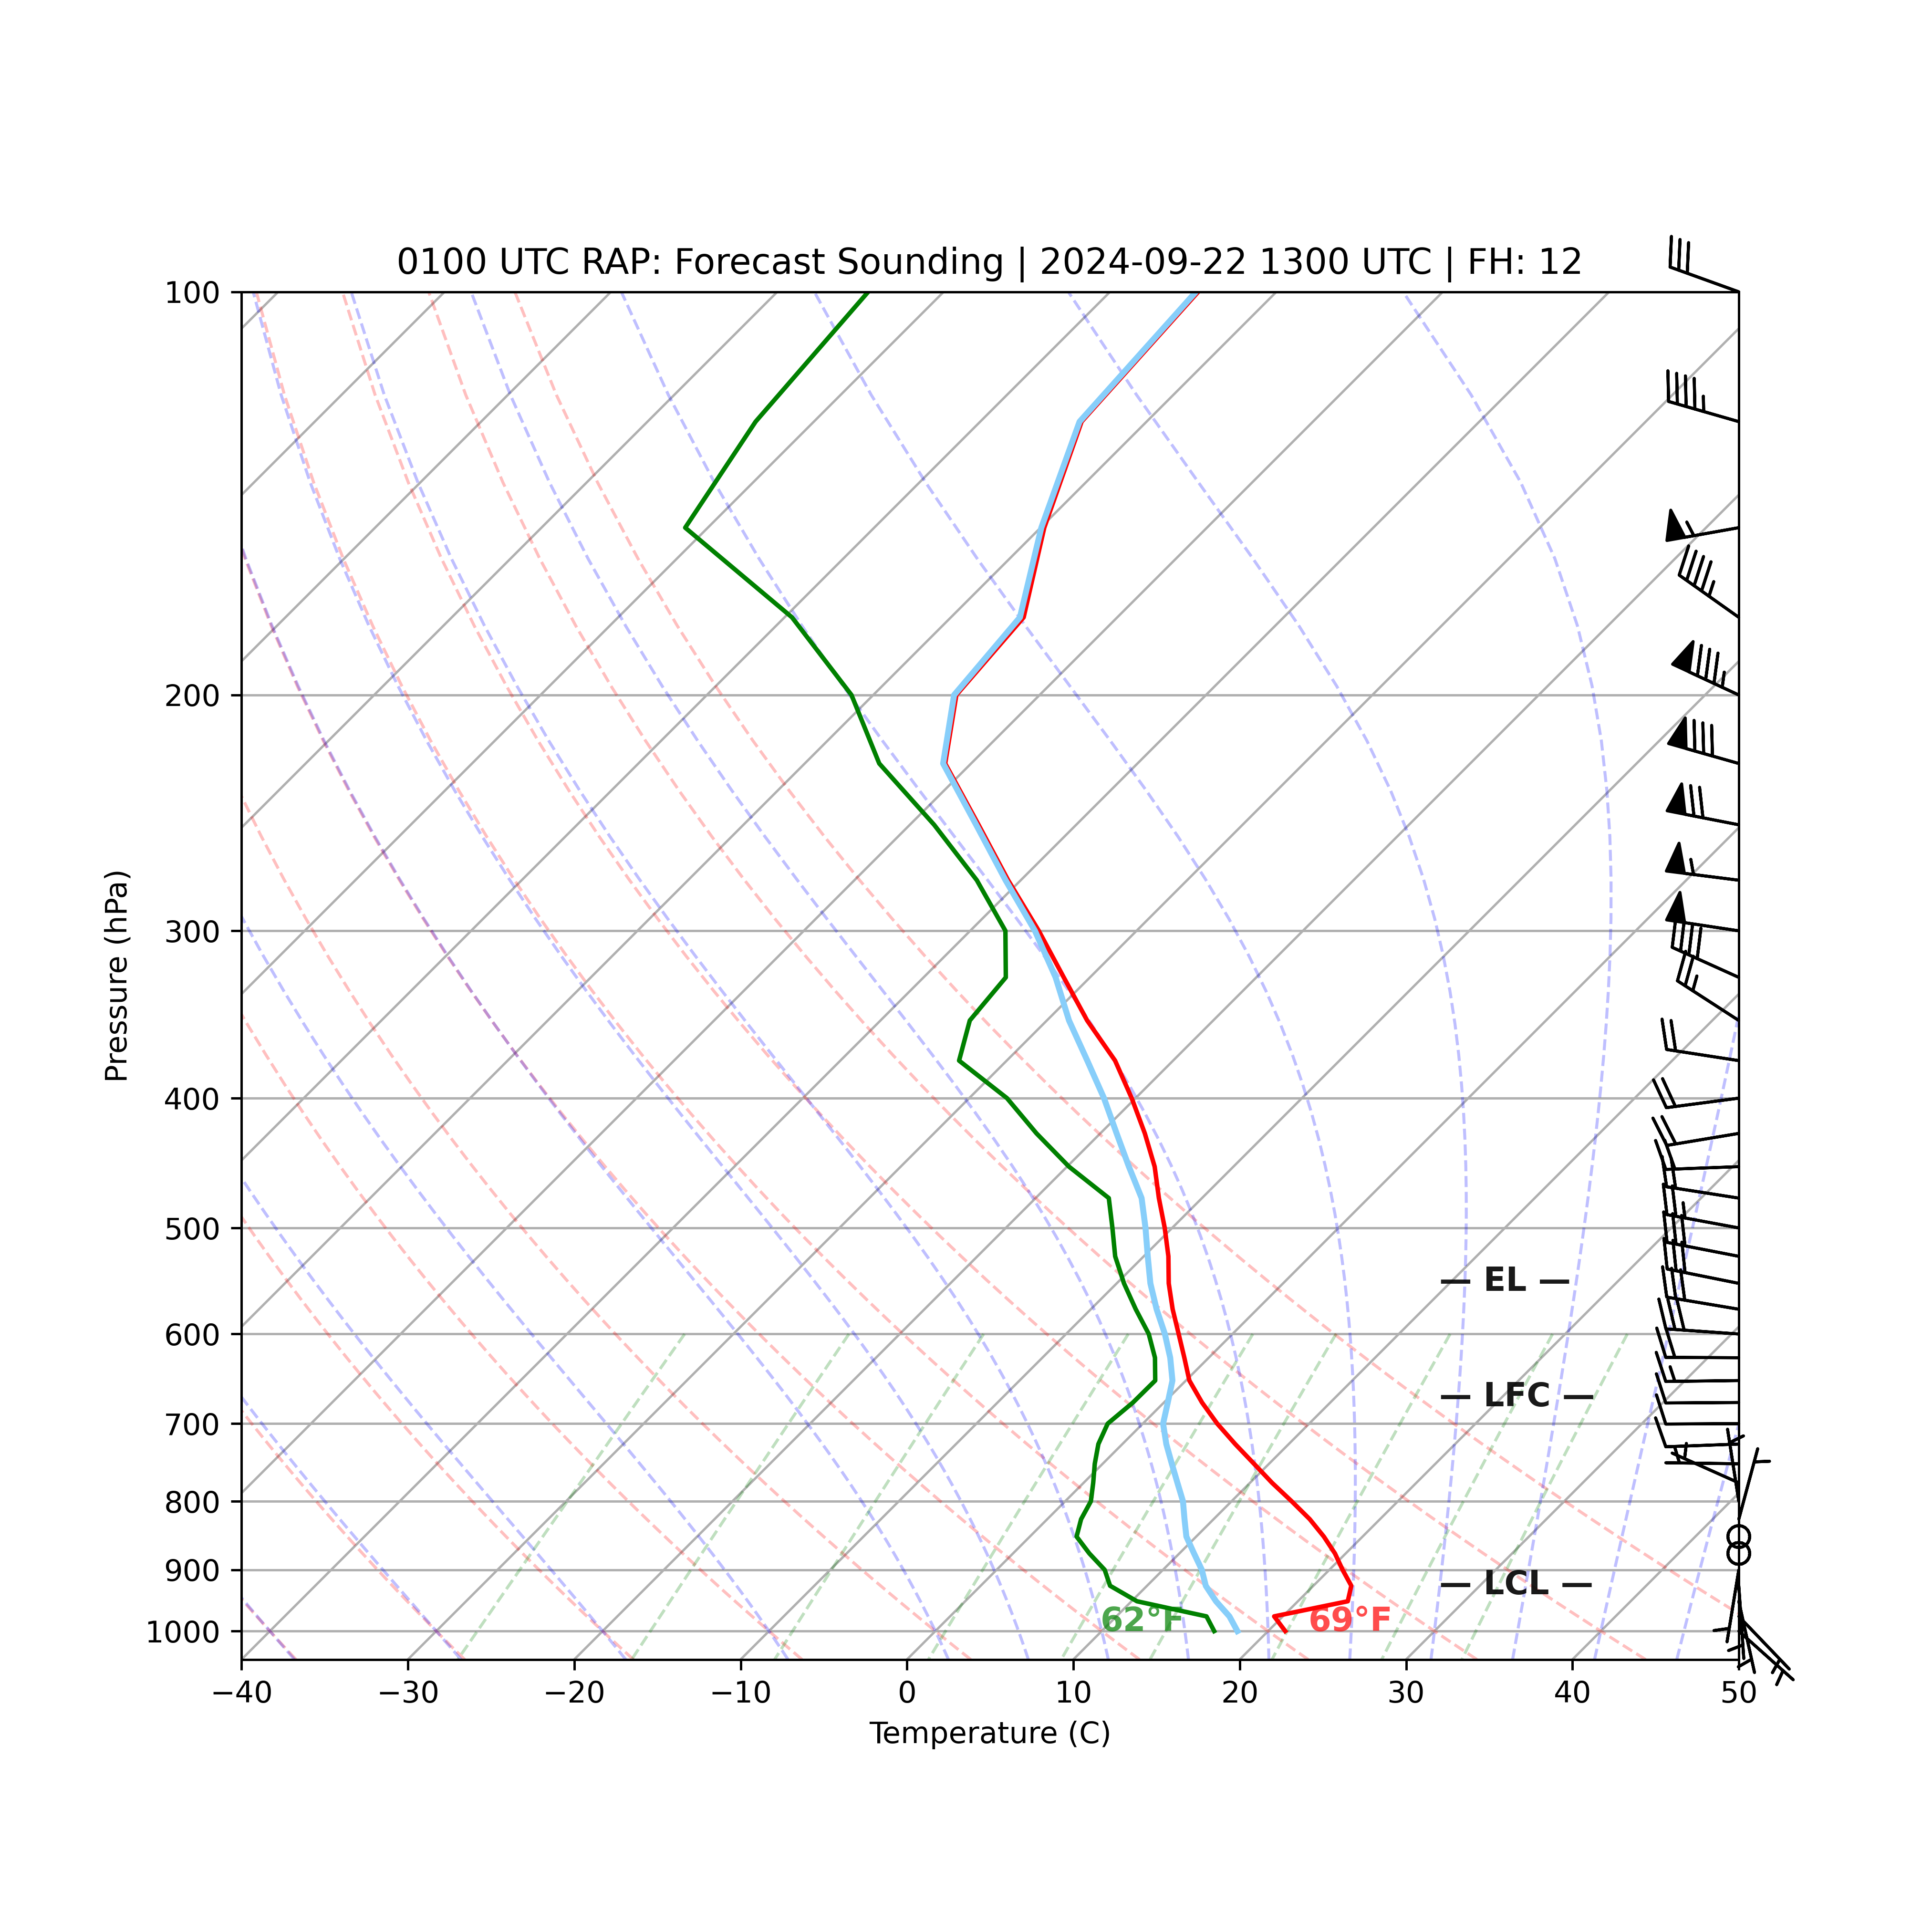 0100 UTC RAP: Forecast Sounding | 2024-09-22 1300 UTC | FH: 12
100
200
300
400
500
600
700
800
900
1000
Pressure (hPa)
— EL —
— LFC —
— LCL —
62°F
69°F
−40 −30 −20 −10 0 10 20 30 40 50
Temperature (C)